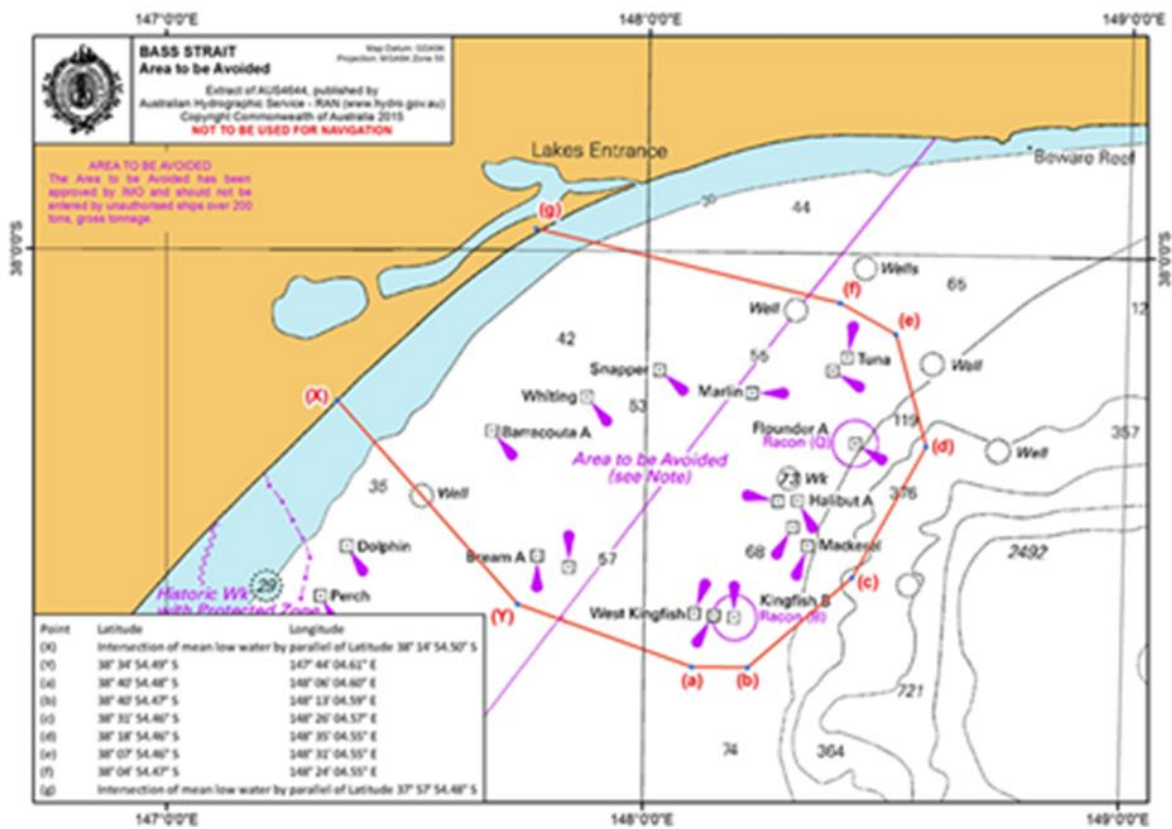 147°0'0"E
148°0'0"E
149°0'0"E
BASS STRAIT
Area to be Avoided
Map Datum: GDA94
Projection: WGA94 Zone 55
Extract of AUS4644, published by
Australian Hydrographic Service - RAN (www.hydro.gov.au)
Copyright Commonwealth of Australia 2015
NOT TO BE USED FOR NAVIGATION
AREA TO BE AVOIDED
The Area to be Avoided has been
approved by IMO and should not be
entered by unauthorised ships over 200
tons, gross tonnage.
Lakes Entrance
Beware Reef
(g)
44
38°0'0"S
38°0'0"S
Wells
65
(f)
Well
12
(e)
42
55
Tuna
Well
Snapper
Marlin
(X)
Whiting
53
Flounder A
Racon (Q)
119
357
Barracouta A
(d)
Well
Area to be Avoided
(see Note)
73 Wk
35
Well
Halibut A
376
Dolphin
Bream A
57
68
Mackerel
2492
29
Historic Wk
with Protected Zone
Perch
(c)
(Y)
West Kingfish
Kingfish B
Racon (B)
(a)
(b)
721
74
364
Point Latitude Longitude
(X) Intersection of mean low water by parallel of Latitude 38° 14' 54.50" S
(Y) 38° 34' 54.49" S 147° 44' 04.61" E
(a) 38° 40' 54.48" S 148° 06' 04.60" E
(b) 38° 40' 54.47" S 148° 13' 04.59" E
(c) 38° 31' 54.46" S 148° 26' 04.57" E
(d) 38° 18' 54.46" S 148° 35' 04.55" E
(e) 38° 07' 54.46" S 148° 31' 04.55" E
(f) 38° 04' 54.47" S 148° 24' 04.55" E
(g) Intersection of mean low water by parallel of Latitude 37° 57' 54.48" S
147°0'0"E
148°0'0"E
149°0'0"E